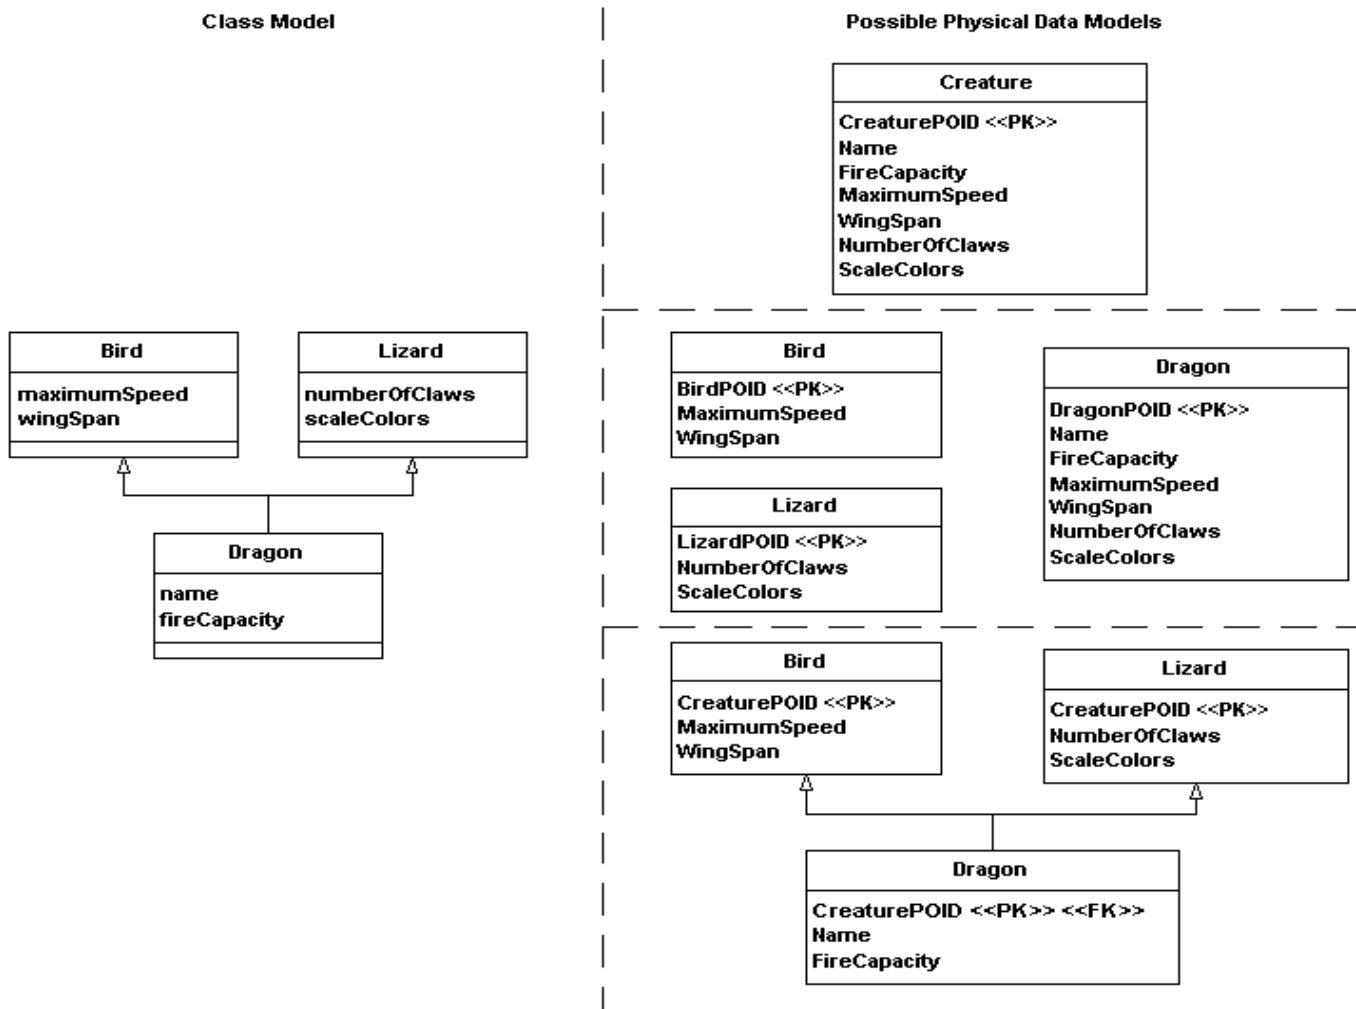 Class Model
Bird
maximumSpeed
wingSpan
Lizard
numberOfClaws
scaleColors
Dragon
name
fireCapacity
Possible Physical Data Models
Creature
CreaturePOID <<PK>>
Name
FireCapacity
MaximumSpeed
WingSpan
NumberOfClaws
ScaleColors
Bird
BirdPOID <<PK>>
MaximumSpeed
WingSpan
Lizard
LizardPOID <<PK>>
NumberOfClaws
ScaleColors
Dragon
DragonPOID <<PK>>
Name
FireCapacity
MaximumSpeed
WingSpan
NumberOfClaws
ScaleColors
Bird
CreaturePOID <<PK>>
MaximumSpeed
WingSpan
Lizard
CreaturePOID <<PK>>
NumberOfClaws
ScaleColors
Dragon
CreaturePOID <<PK>> <<FK>>
Name
FireCapacity